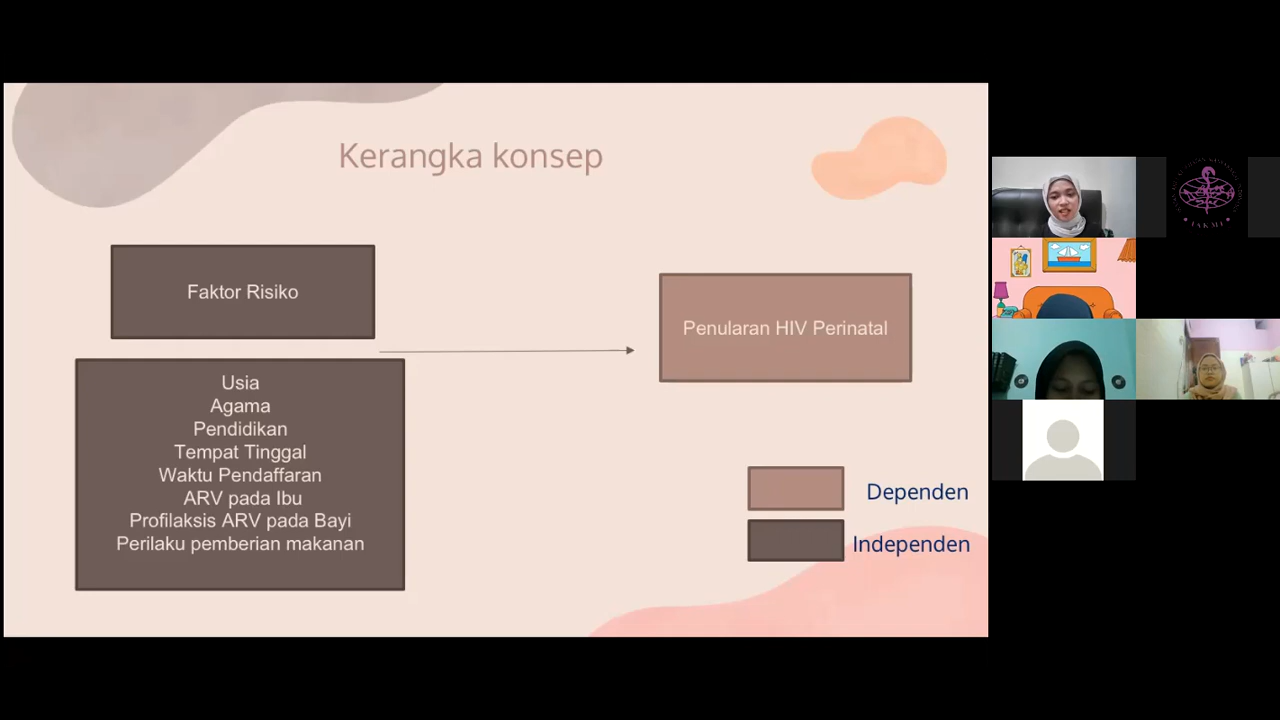 Kerangka konsep
Faktor Risiko
Usia
Agama
Pendidikan
Tempat Tinggal
Waktu Pendaffaran
ARV pada Ibu
Profilaksis ARV pada Bayi
Perilaku pemberian makanan
Penularan HIV Perinatal
Dependen
Independen